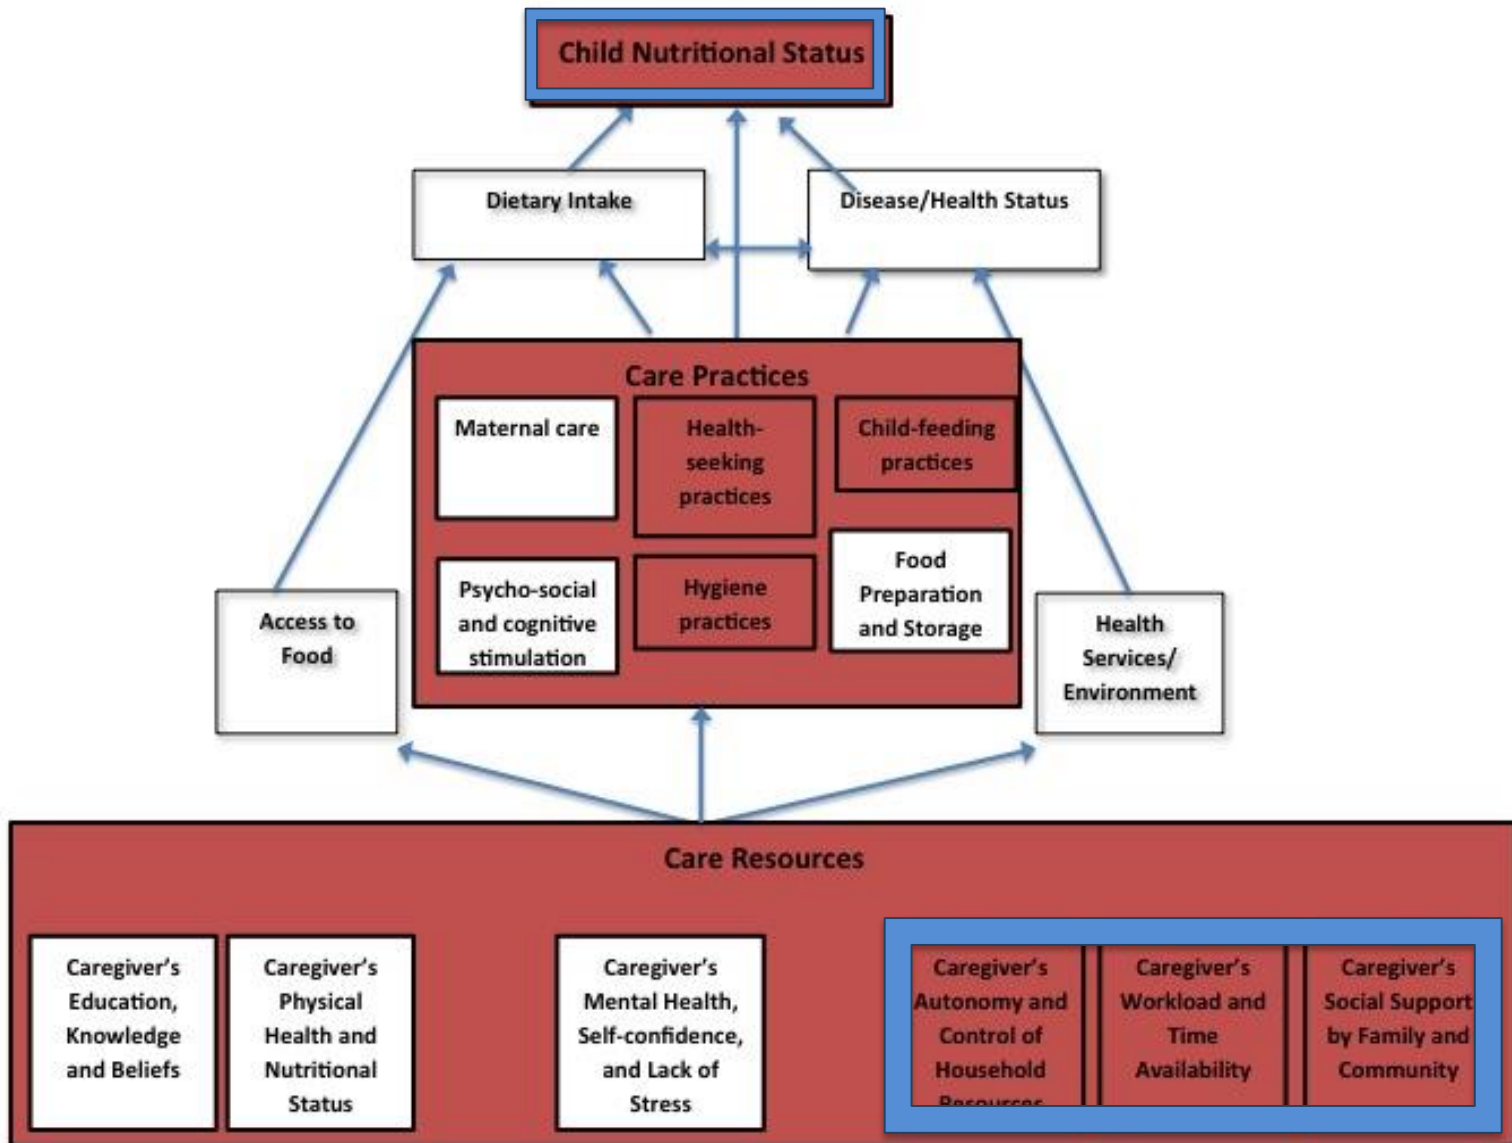 Child Nutritional Status
Dietary Intake
Disease/Health Status
Care Practices
Maternal care
Health-
seeking
practices
Child-feeding
practices
Psycho-social
and cognitive
stimulation
Hygiene
practices
Food
Preparation
and Storage
Access to
Food
Health
Services/
Environment
Care Resources
Caregiver's
Education,
Knowledge
and Beliefs
Caregiver's
Physical
Health and
Nutritional
Status
Caregiver's
Mental Health,
Self-confidence,
and Lack of
Stress
Caregiver's
Autonomy and
Control of
Household
Resources
Caregiver's
Workload and
Time
Availability
Caregiver's
Social Support
by Family and
Community